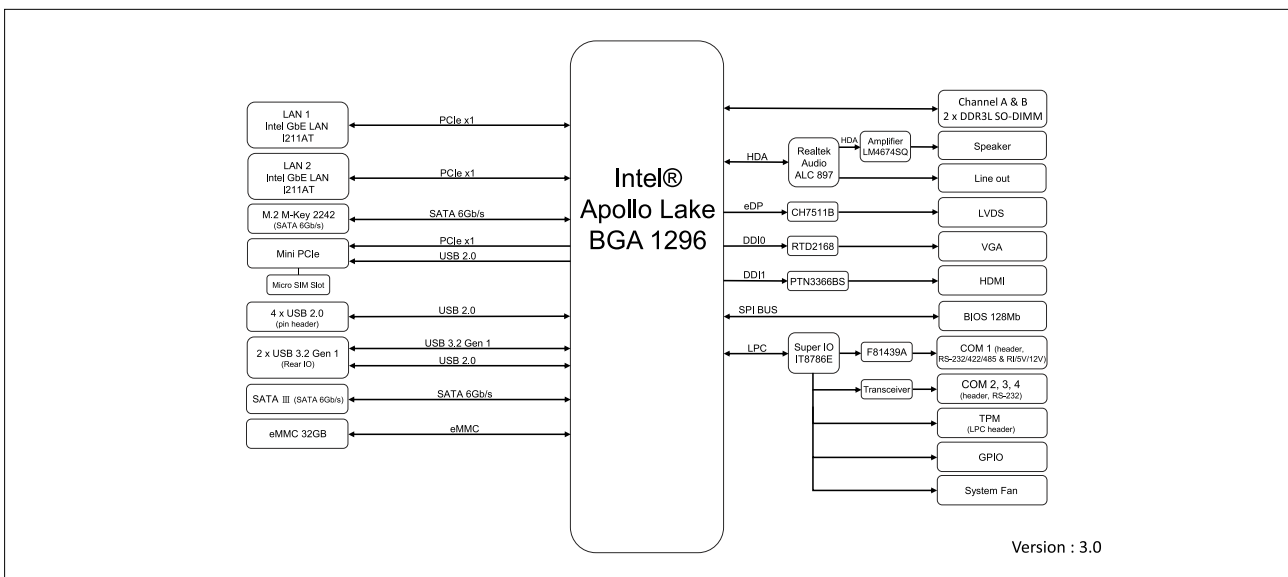 LAN 1
Intel GbE LAN
I211AT
PCIe x1
LAN 2
Intel GbE LAN
I211AT
PCIe x1
M.2 M-Key 2242
(SATA 6Gb/s)
SATA 6Gb/s
Mini PCIe
PCIe x1
USB 2.0
Micro SIM Slot
4 x USB 2.0
(pin header)
USB 2.0
2 x USB 3.2 Gen 1
(Rear IO)
USB 3.2 Gen 1
USB 2.0
SATA III (SATA 6Gb/s)
SATA 6Gb/s
eMMC 32GB
eMMC
Intel®
Apollo Lake
BGA 1296
Channel A & B
2 x DDR3L SO-DIMM
HDA
Realtek
Audio
ALC 897
HDA
Amplifier
LM4674SQ
Speaker
Line out
eDP
CH7511B
LVDS
DDI0
RTD2168
VGA
DDI1
PTN3366BS
HDMI
SPI BUS
BIOS 128Mb
LPC
Super IO
IT8786E
F81439A
COM 1 (header,
RS-232/422/485 & RI/5V/12V)
Transceiver
COM 2, 3, 4
(header, RS-232)
TPM
(LPC header)
GPIO
System Fan
Version : 3.0